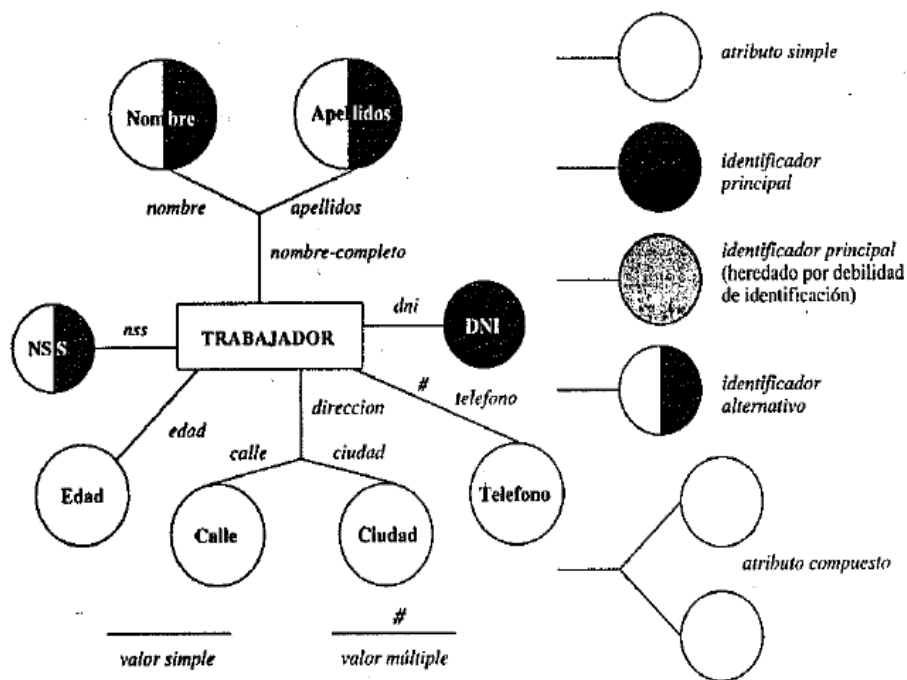 Nombre
Apellidos
nombre
apellidos
nombre-completo
NSS
nss
TRABAJADOR
dni
DNI
#
telefono
Telefono
edad
Edad
direccion
calle
ciudad
Calle
Ciudad
valor simple
#
valor múltiple
atributo simple
identificador
principal
identificador principal
(heredado por debilidad
de identificación)
identificador
alternativo
atributo compuesto